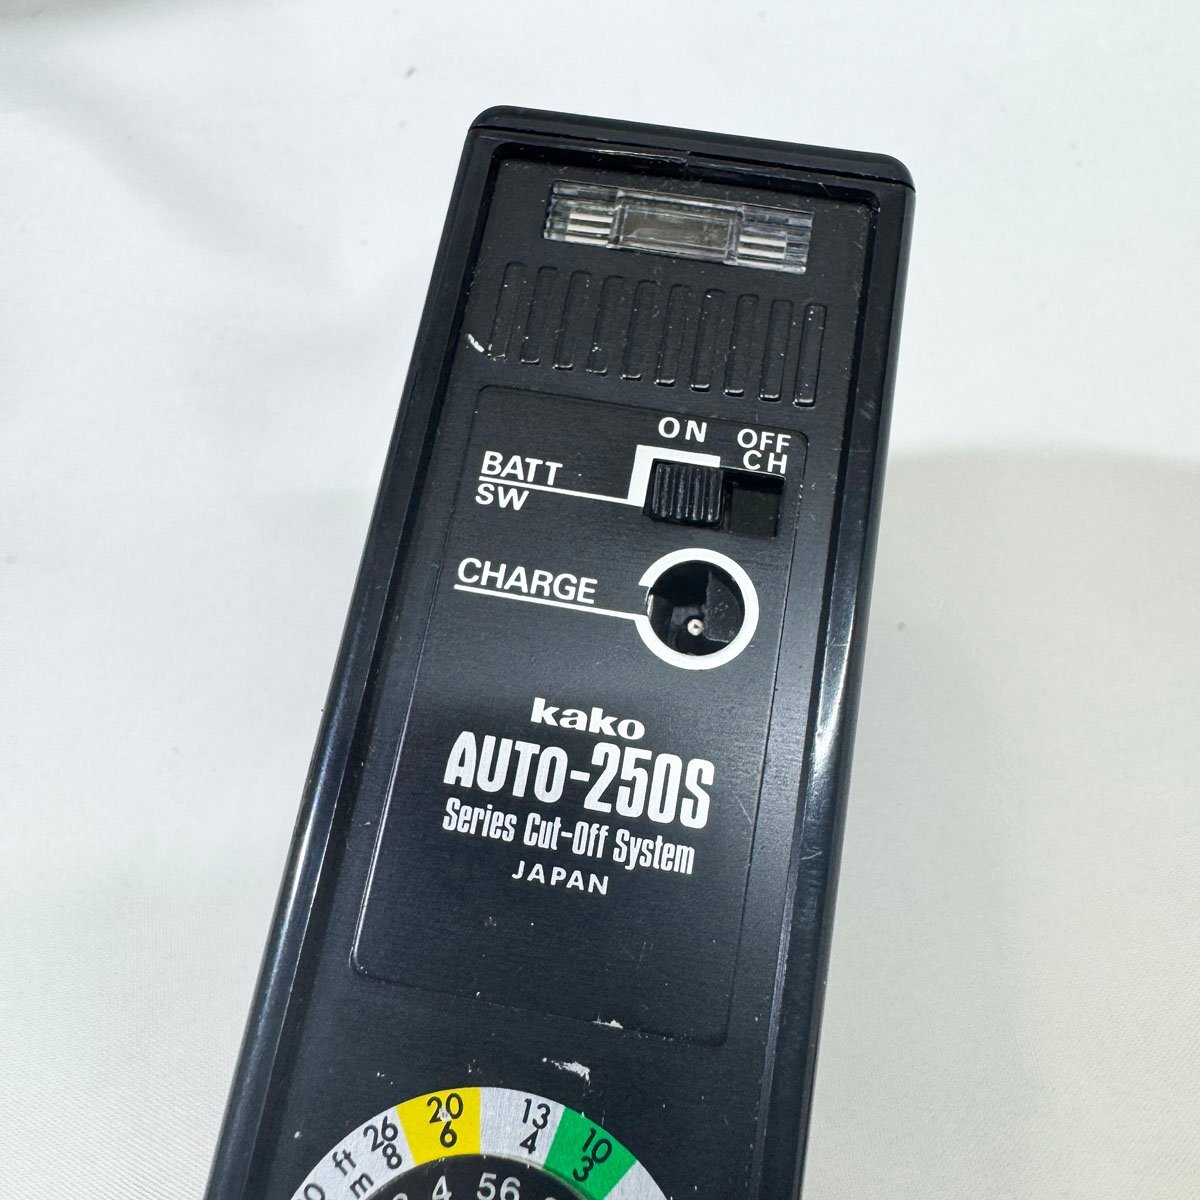 ON OFF
CH
BATT
SW
CHARGE
kako
AUTO-250S
Series Cut-Off System
JAPAN
ft 26 20 13 10
m 8 6 4 3
4 56